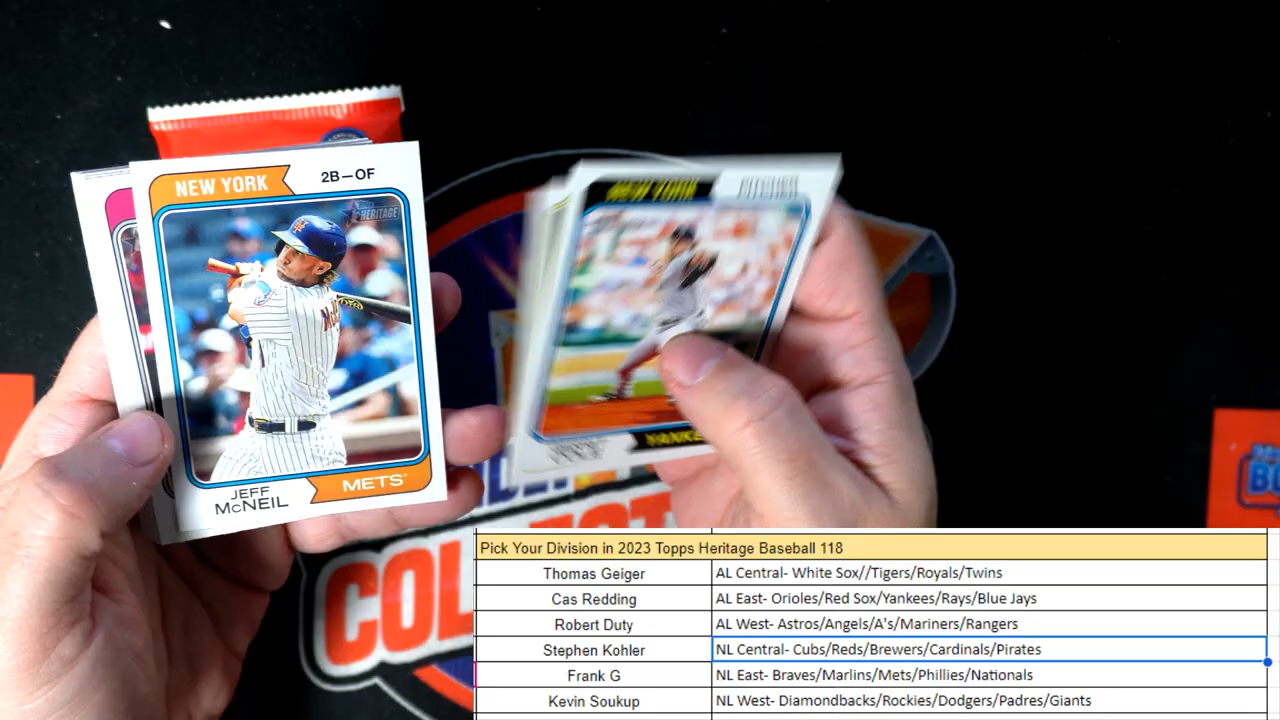 NEW YORK
2B—OF
HERITAGE
JEFF
McNEIL
METS
NEW YORK
PITCHER
Pick Your Division in 2023 Topps Heritage Baseball 118
Thomas Geiger
AL Central- White Sox//Tigers/Royals/Twins
Cas Redding
AL East- Orioles/Red Sox/Yankees/Rays/Blue Jays
Robert Duty
AL West- Astros/Angels/A's/Mariners/Rangers
Stephen Kohler
NL Central- Cubs/Reds/Brewers/Cardinals/Pirates
Frank G
NL East- Braves/Marlins/Mets/Phillies/Nationals
Kevin Soukup
NL West- Diamondbacks/Rockies/Dodgers/Padres/Giants